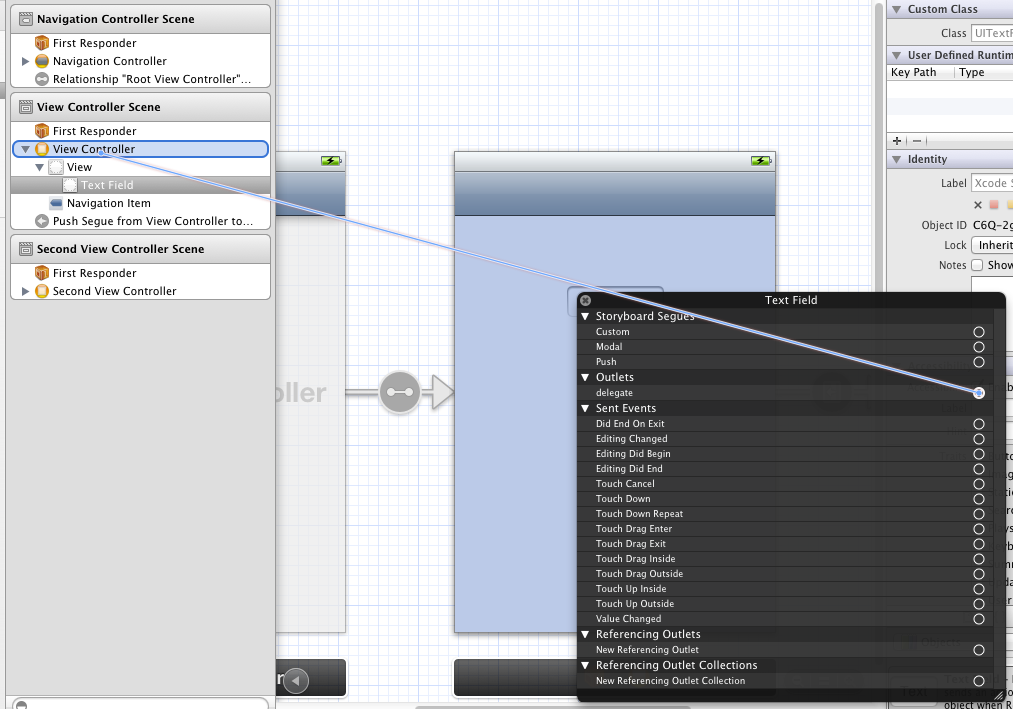 Navigation Controller Scene
First Responder
Navigation Controller
Relationship "Root View Controller"...
View Controller Scene
First Responder
View Controller
View
Text Field
Navigation Item
Push Segue from View Controller to...
Second View Controller Scene
First Responder
Second View Controller
oller
Text Field
Storyboard Segues
Custom
Modal
Push
Outlets
delegate
Sent Events
Did End On Exit
Editing Changed
Editing Did Begin
Editing Did End
Touch Cancel
Touch Down
Touch Down Repeat
Touch Drag Enter
Touch Drag Exit
Touch Drag Inside
Touch Drag Outside
Touch Up Inside
Touch Up Outside
Value Changed
Referencing Outlets
New Referencing Outlet
Referencing Outlet Collections
New Referencing Outlet Collection
Custom Class
Class UITextF
User Defined Runtim
Key Path Type
Identity
Label Xcode S
Object ID C6Q-2g
Lock Inherit
Notes Show
object when R